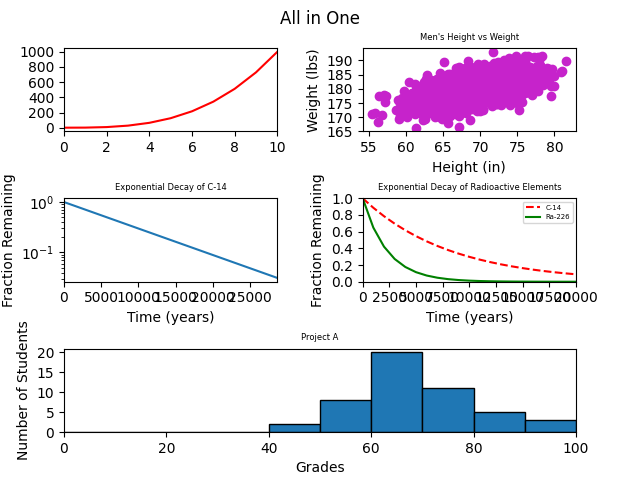 All in One
1000
800
600
400
200
0
0 2 4 6 8 10
Men's Height vs Weight
Weight (lbs)
190
185
180
175
170
165
55 60 65 70 75 80
Height (in)
Exponential Decay of C-14
Fraction Remaining
10⁰
10⁻¹
0 5000 10000 15000 20000 25000
Time (years)
Exponential Decay of Radioactive Elements
Fraction Remaining
1.0
0.8
0.6
0.4
0.2
0.0
C-14
Ra-226
0 2500 5000 7500 10000 12500 15000 17500 20000
Time (years)
Project A
Number of Students
20
15
10
5
0
0 20 40 60 80 100
Grades